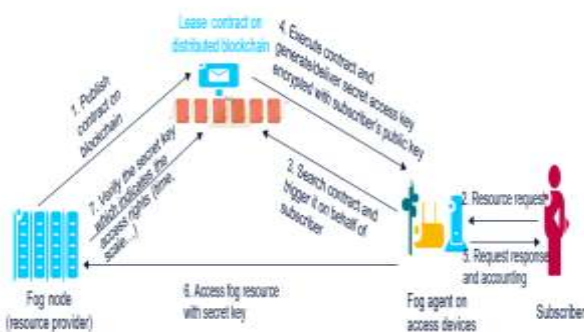 Lease contract on
distributed blockchain
4. Execute contract and
generate/deliver secret access key
encrypted with subscriber's public key
1. Publish
contract on
blockchain
7. Verify the secret key
which indicates the
access rights (time,
scale...)
3. Search contract and
trigger it on behalf of
subscriber
2. Resource request
5. Request response
and accounting
6. Access fog resource
with secret key
Fog node
(resource provider)
Fog agent on
access devices
Subscriber